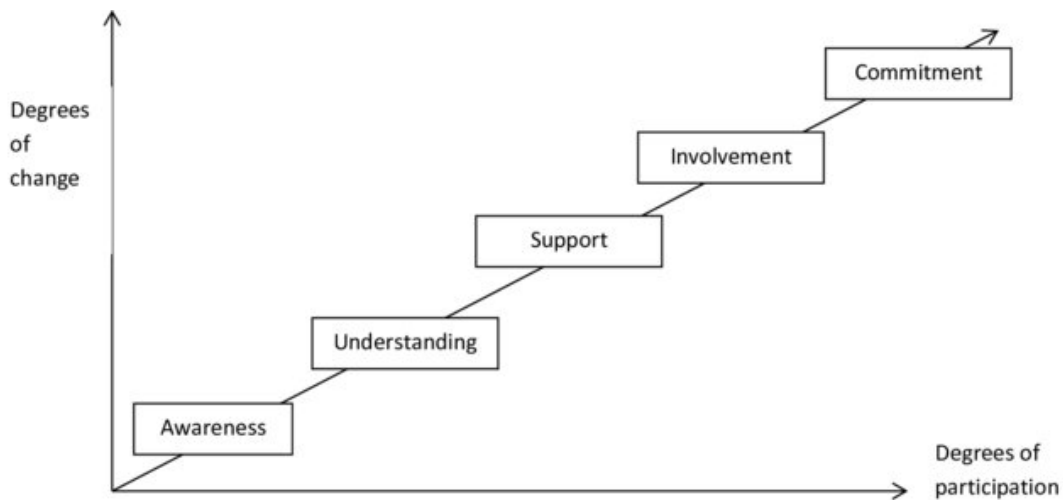 Commitment
Degrees
of
change
Involvement
Support
Understanding
Awareness
Degrees of
participation